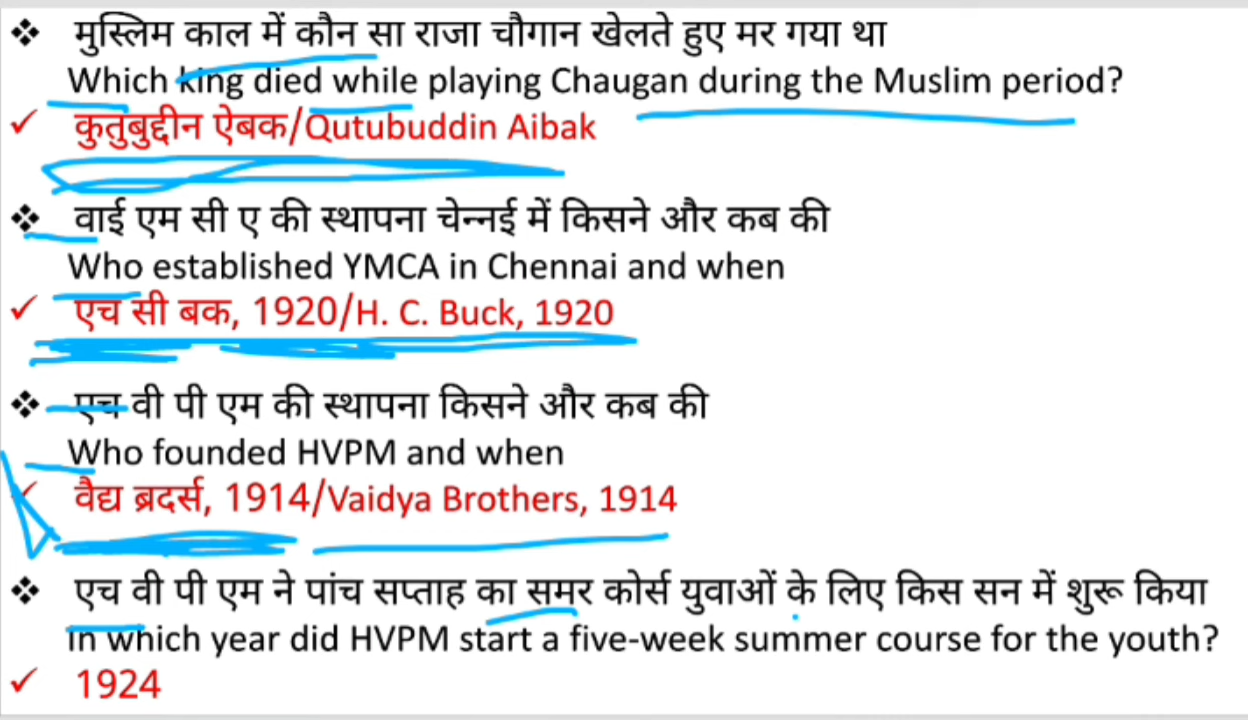 ❖ मुस्लिम काल में कौन सा राजा चौगान खेलते हुए मर गया था
Which king died while playing Chaugan during the Muslim period?
✓ कुतुबुद्दीन ऐबक/Qutubuddin Aibak
❖ वाई एम सी ए की स्थापना चेन्नई में किसने और कब की
Who established YMCA in Chennai and when
✓ एच सी बक, 1920/H. C. Buck, 1920
❖ एच वी पी एम की स्थापना किसने और कब की
Who founded HVPM and when
✓ वैद्य ब्रदर्स, 1914/Vaidya Brothers, 1914
❖ एच वी पी एम ने पांच सप्ताह का समर कोर्स युवाओं के लिए किस सन में शुरू किया
In which year did HVPM start a five-week summer course for the youth?
✓ 1924